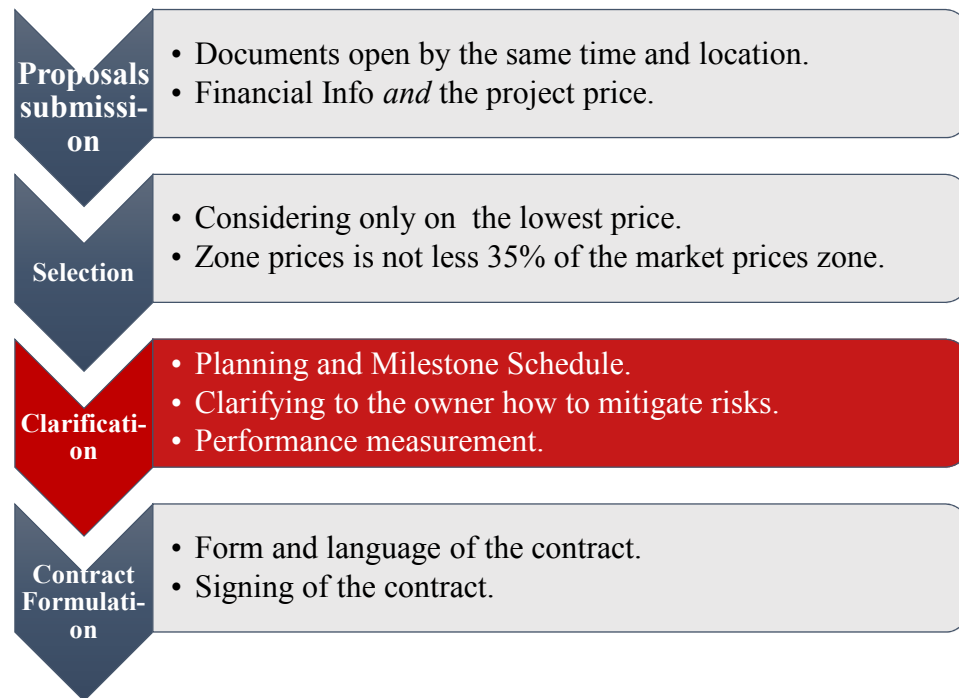 Proposals
submissi-
on
• Documents open by the same time and location.
• Financial Info and the project price.
Selection
• Considering only on the lowest price.
• Zone prices is not less 35% of the market prices zone.
Clarificati-
on
• Planning and Milestone Schedule.
• Clarifying to the owner how to mitigate risks.
• Performance measurement.
Contract
Formulati-
on
• Form and language of the contract.
• Signing of the contract.